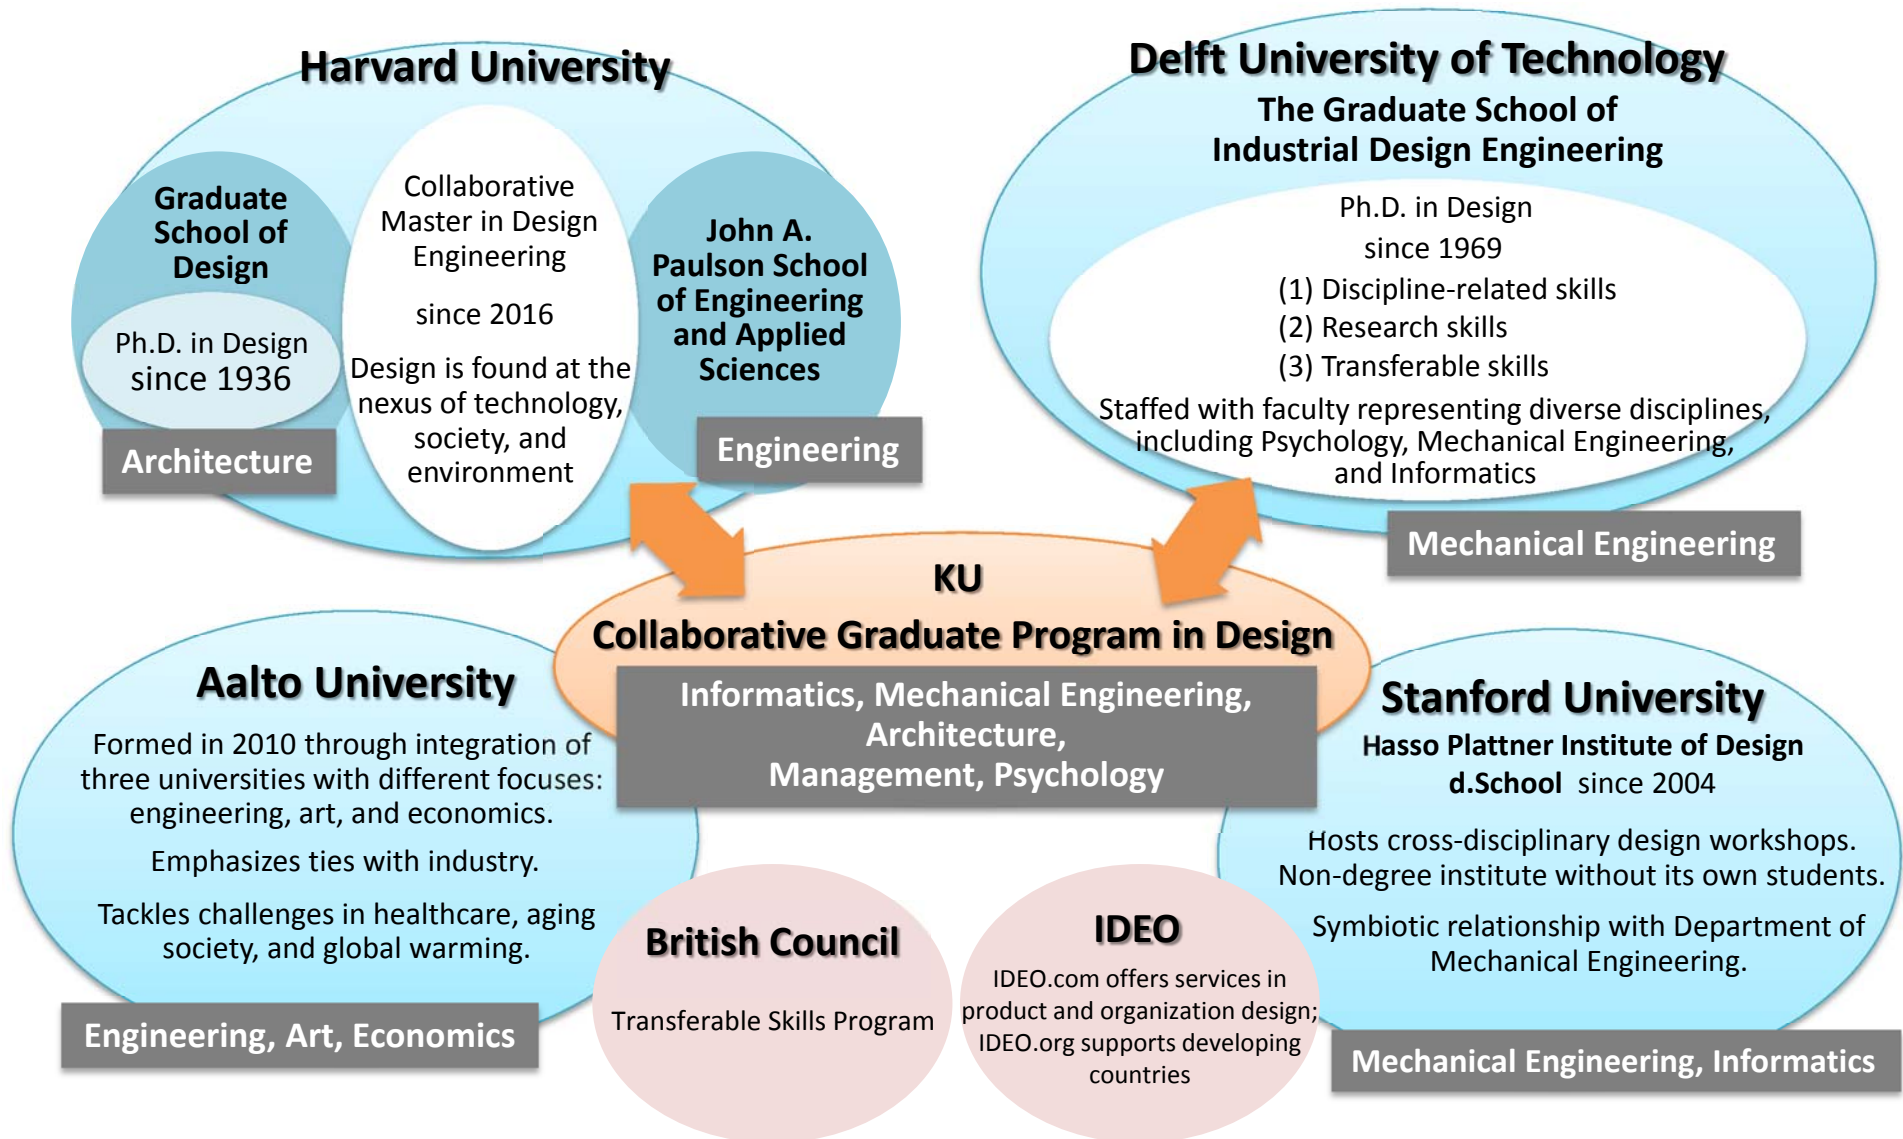 Harvard University
Graduate
School of
Design
Ph.D. in Design
since 1936
Architecture
Collaborative
Master in Design
Engineering
since 2016
Design is found at the
nexus of technology,
society, and
environment
John A.
Paulson School
of Engineering
and Applied
Sciences
Engineering
Delft University of Technology
The Graduate School of
Industrial Design Engineering
Ph.D. in Design
since 1969
(1) Discipline-related skills
(2) Research skills
(3) Transferable skills
Staffed with faculty representing diverse disciplines,
including Psychology, Mechanical Engineering,
and Informatics
Mechanical Engineering
KU
Collaborative Graduate Program in Design
Informatics, Mechanical Engineering,
Architecture,
Management, Psychology
Aalto University
Formed in 2010 through integration of
three universities with different focuses:
engineering, art, and economics.
Emphasizes ties with industry.
Tackles challenges in healthcare, aging
society, and global warming.
Engineering, Art, Economics
British Council
Transferable Skills Program
IDEO
IDEO.com offers services in
product and organization design;
IDEO.org supports developing
countries
Stanford University
Hasso Plattner Institute of Design
d.School since 2004
Hosts cross-disciplinary design workshops.
Non-degree institute without its own students.
Symbiotic relationship with Department of
Mechanical Engineering.
Mechanical Engineering, Informatics